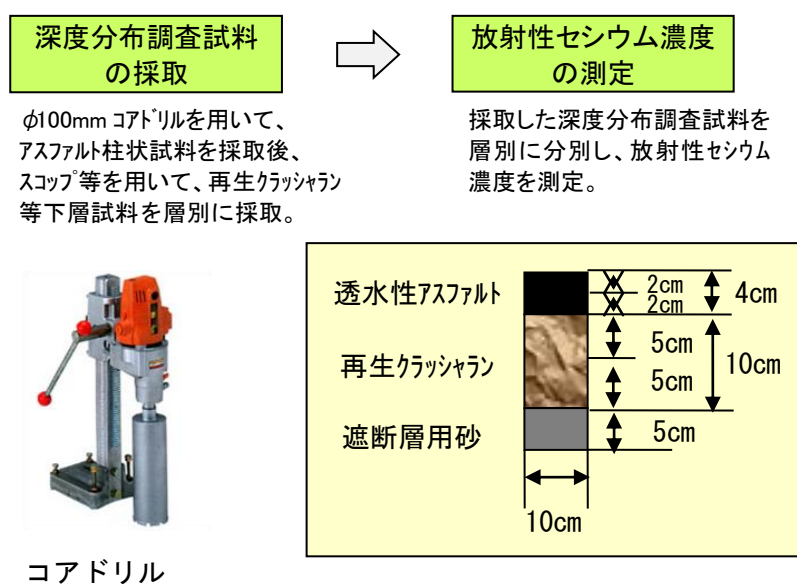 深度分布調査試料
の採取
放射性セシウム濃度
の測定
φ100mm コアドリルを用いて、
アスファルト柱状試料を採取後、
スコップ等を用いて、再生クラッシャラン
等下層試料を層別に採取。
採取した深度分布調査試料を
層別に分別し、放射性セシウム
濃度を測定。
透水性アスファルト
2cm
2cm
4cm
再生クラッシャラン
5cm
5cm
10cm
遮断層用砂
5cm
10cm
コアドリル